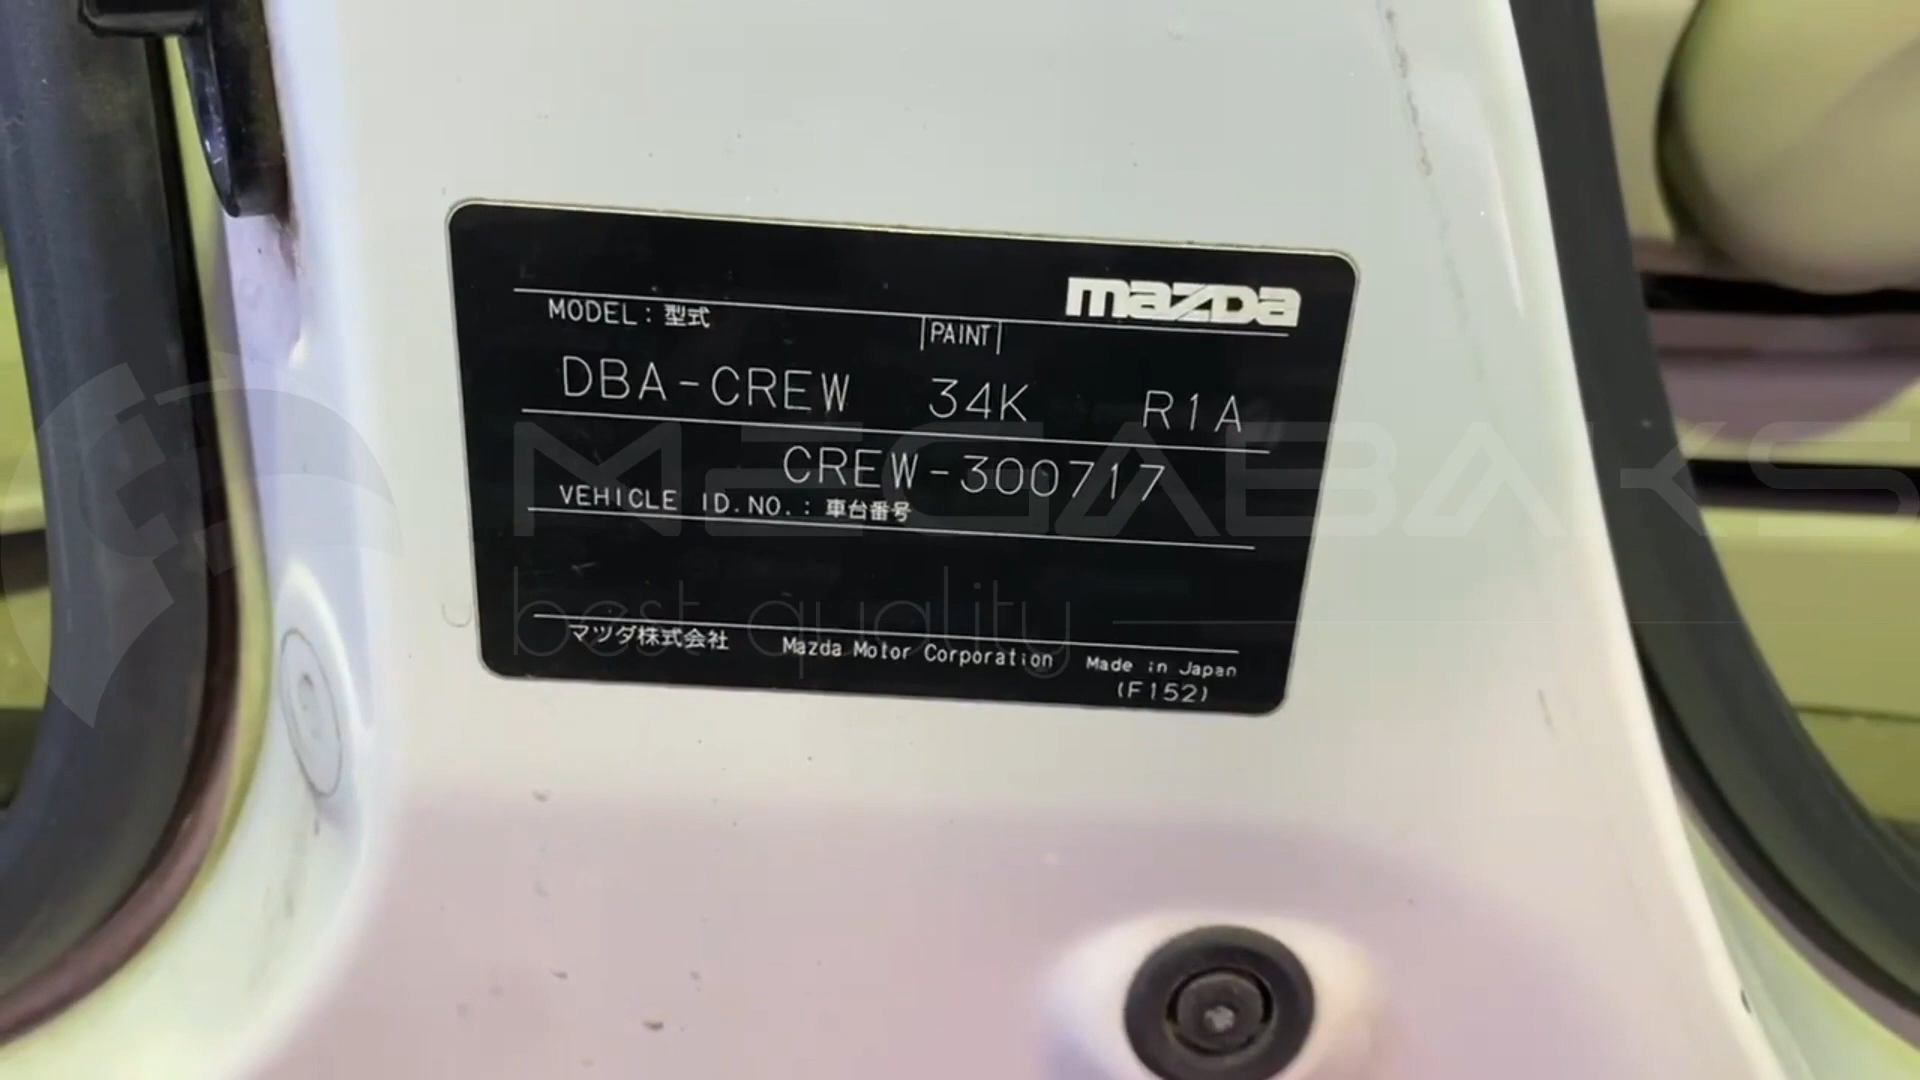 mazda
MODEL: 型式
PAINT
DBA-CREW 34K R1A
CREW-300717
VEHICLE ID.NO.: 車台番号
マツダ株式会社 Mazda Motor Corporation Made in Japan
(F152)
MEGABAKS
best quality